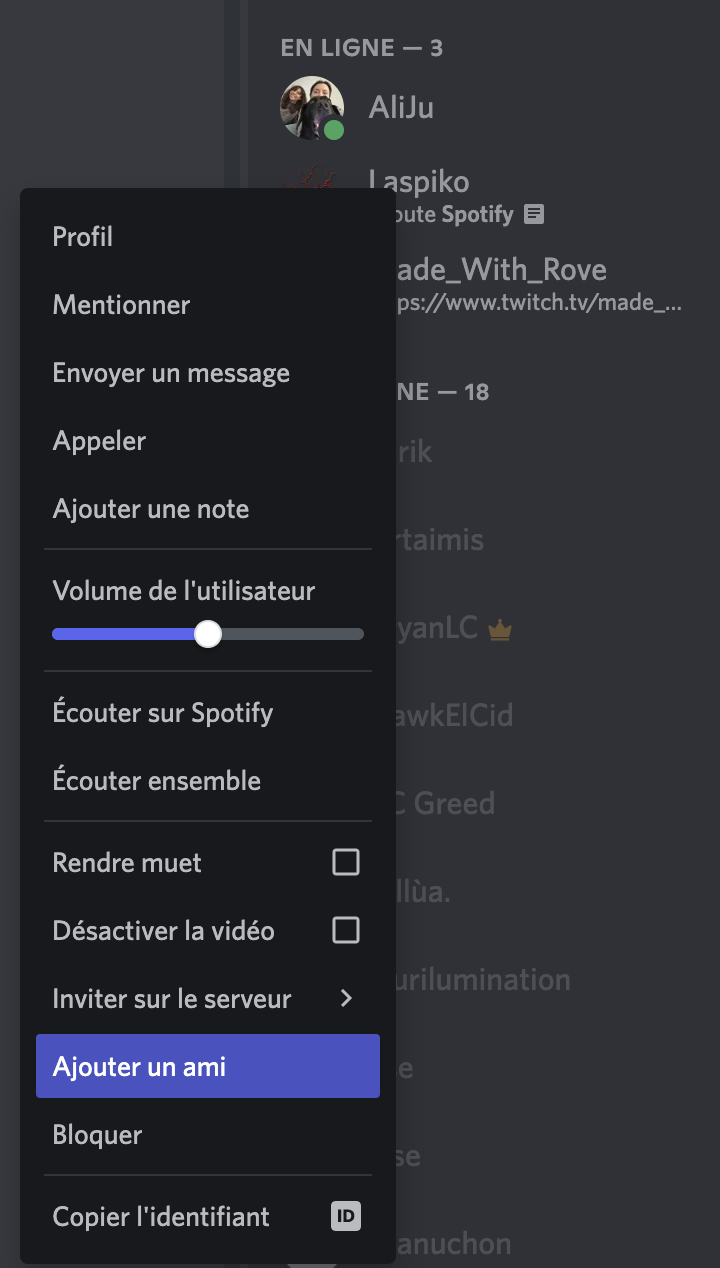 EN LIGNE — 3
AliJu
Laspiko
Spotify
Profil
Mentionner
Envoyer un message
Appeler
Ajouter une note
Volume de l'utilisateur
Écouter sur Spotify
Écouter ensemble
Rendre muet
Désactiver la vidéo
Inviter sur le serveur
Ajouter un ami
Bloquer
Copier l'identifiant ID
ade_With_Rove
ps://www.twitch.tv/made_...
NE — 18
rik
rtaimis
yanLC
awkElCid
C Greed
llùa.
urilumination
e
se
anuchon